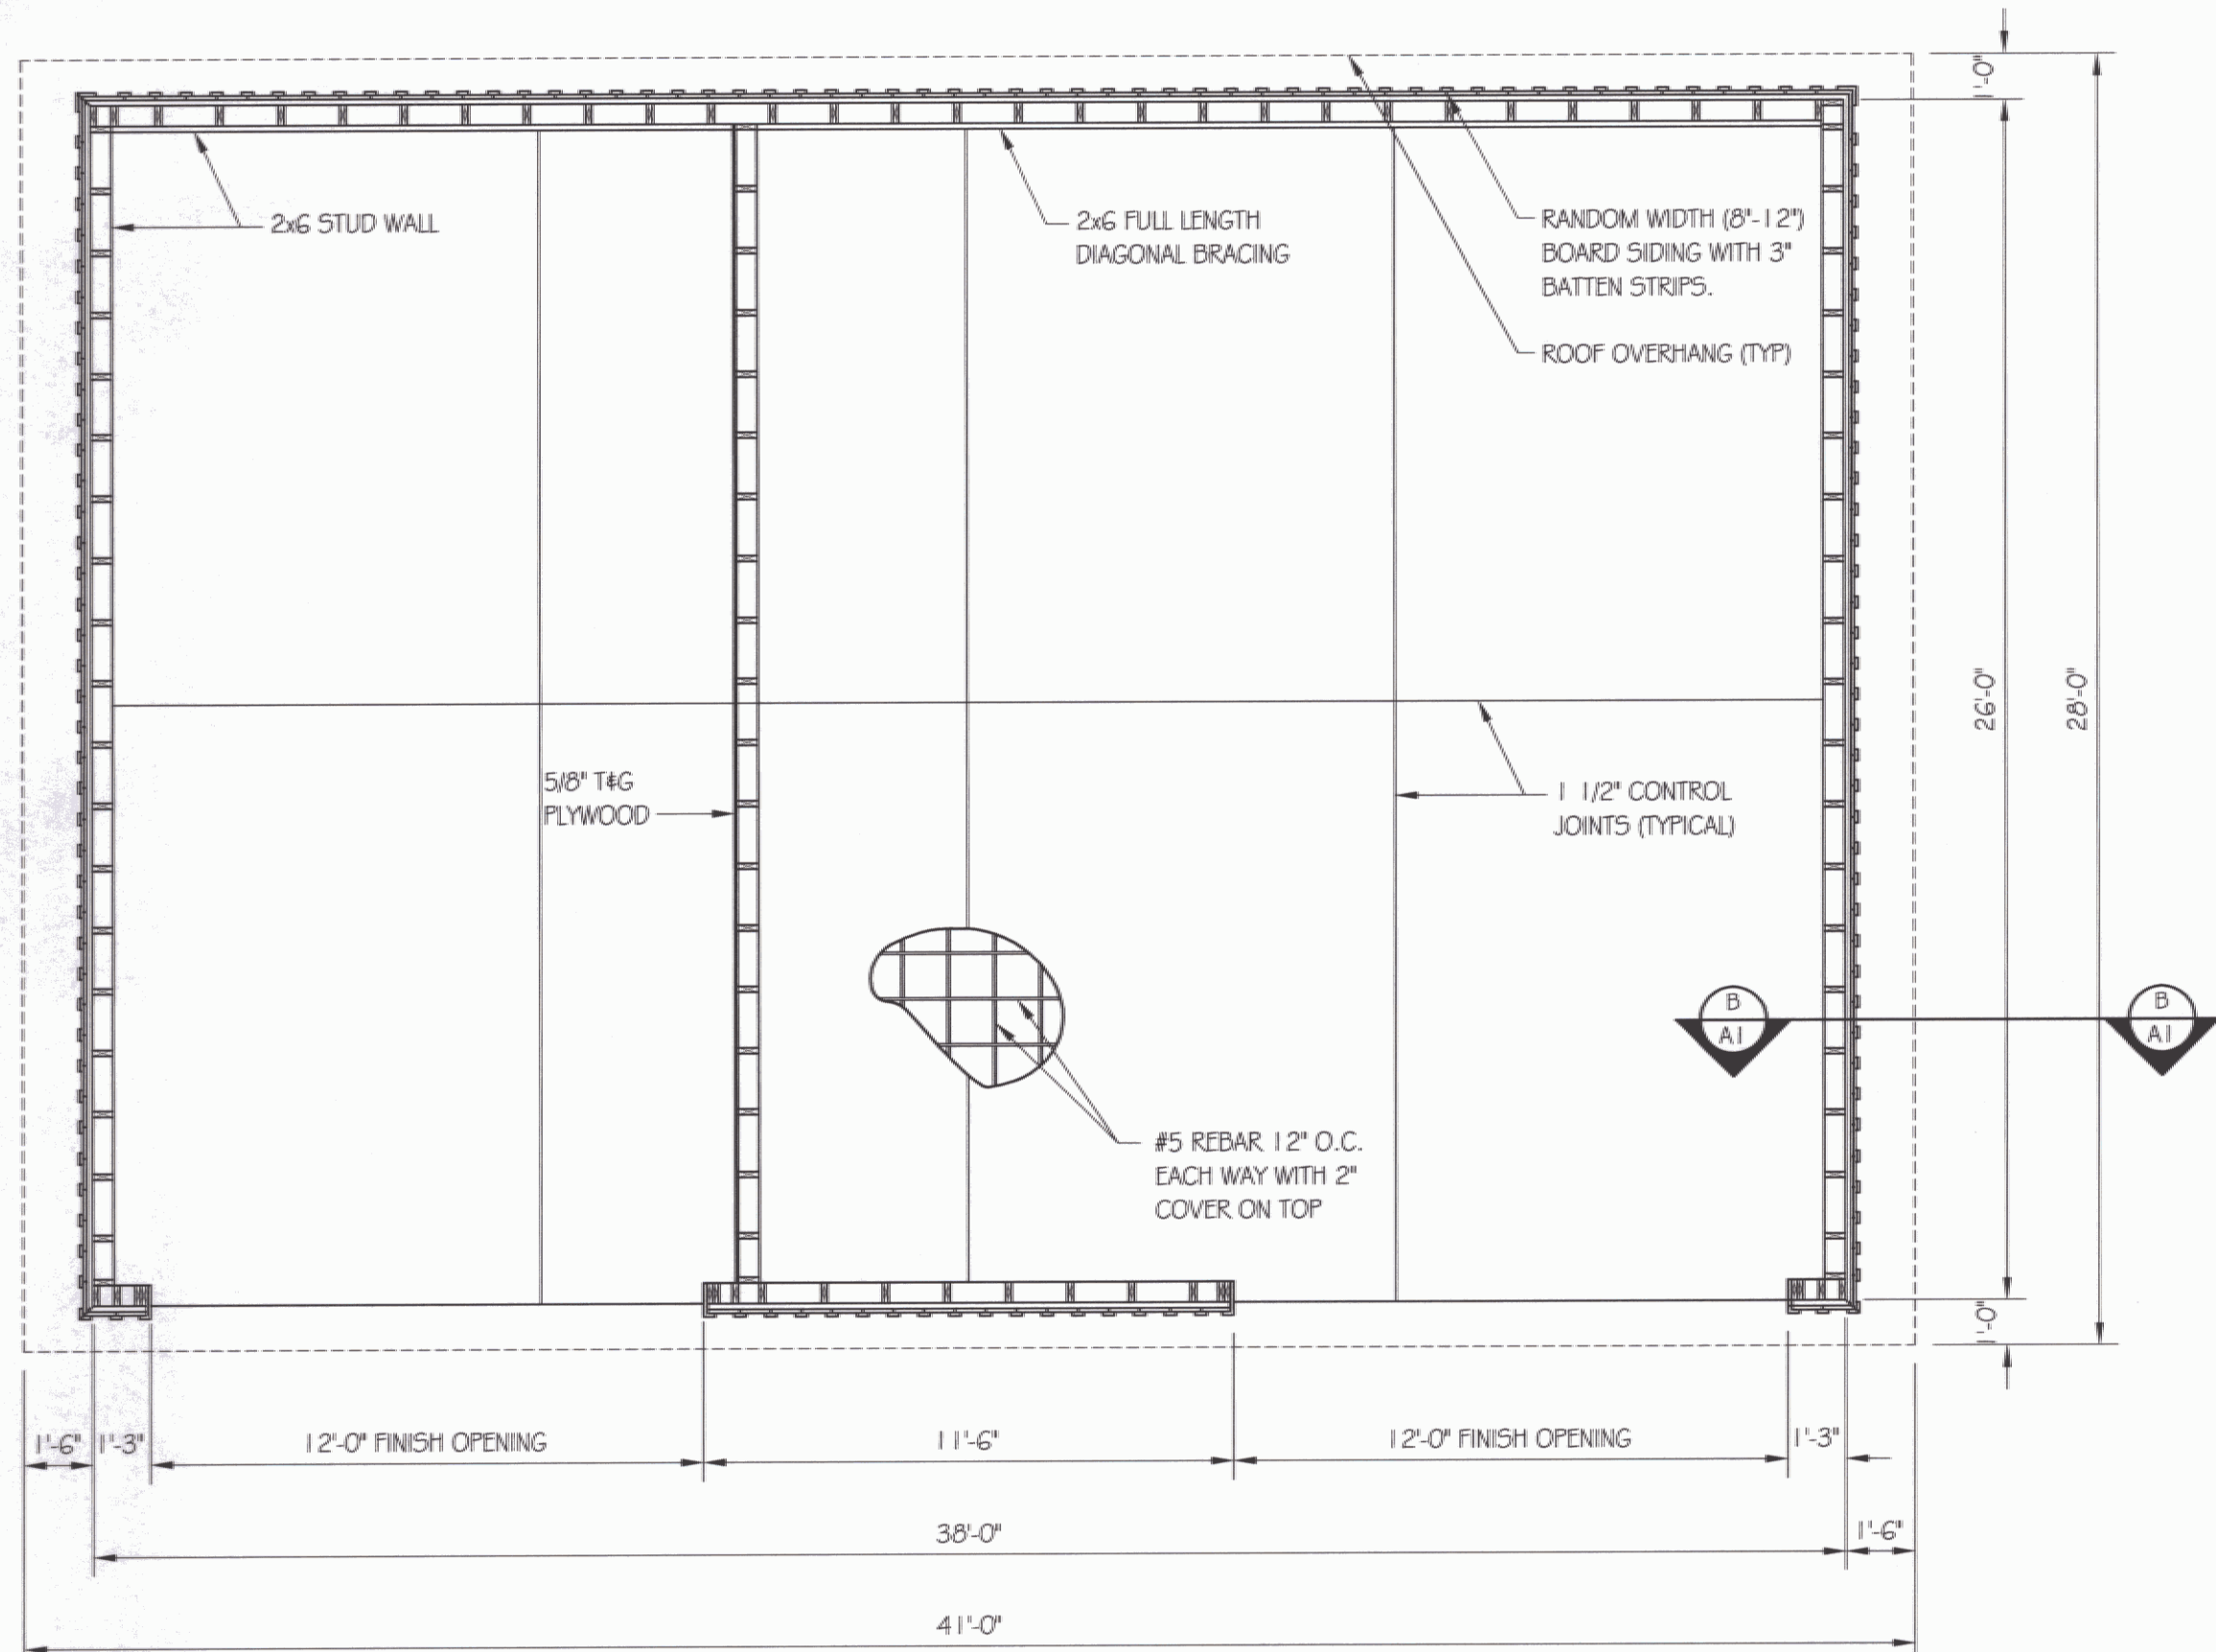 1'-0"
2x6 STUD WALL
2x6 FULL LENGTH
DIAGONAL BRACING
RANDOM WIDTH (8"-12")
BOARD SIDING WITH 3"
BATTEN STRIPS.
ROOF OVERHANG (TYP)
26'-0"
28'-0"
5/8" T&G
PLYWOOD
1 1/2" CONTROL
JOINTS (TYPICAL)
B
A1
B
A1
#5 REBAR 12" O.C.
EACH WAY WITH 2"
COVER ON TOP
1'-0"
1'-6"
1'-3"
12'-0" FINISH OPENING
11'-6"
12'-0" FINISH OPENING
1'-3"
38'-0"
1'-6"
41'-0"